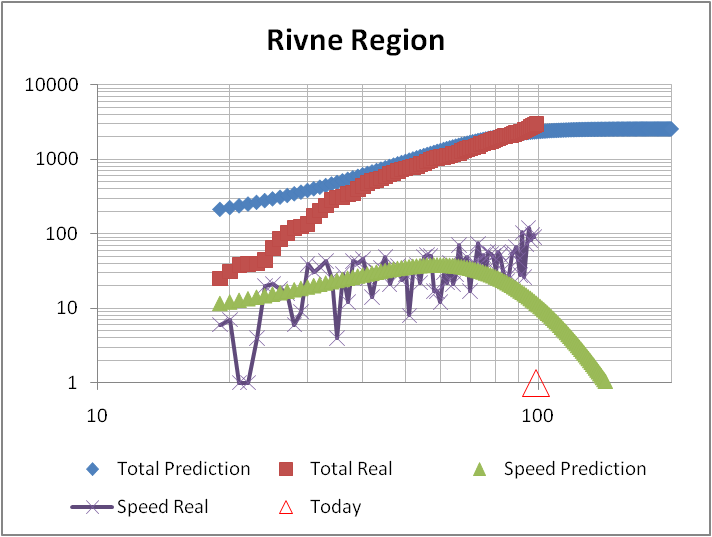 Rivne Region
10000
1000
100
10
1
10 100
Total Prediction Total Real Speed Prediction
Speed Real Today